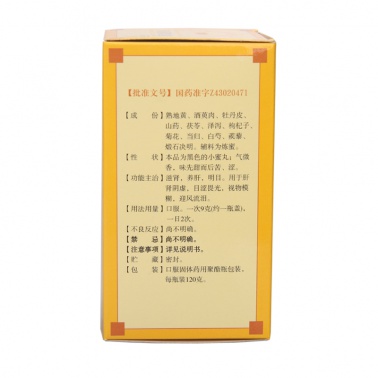 【批准文号】国药准字Z43020471
【成 份】熟地黄、酒萸肉、牡丹皮、
山药、茯苓、泽泻、枸杞子、
菊花、当归、白芍、蒺藜、
煅石决明。辅料为炼蜜。
【性 状】本品为黑色的小蜜丸；气微
香，味先甜而后苦、涩。
【功能主治】滋肾，养肝，明目。用于肝
肾阴虚，目涩畏光，视物模
糊，迎风流泪。
【用法用量】口服。一次9克(约一瓶盖)，
一日2次。
【不良反应】尚不明确。
【禁 忌】尚不明确。
【注意事项】详见说明书。
【贮 藏】密封。
【包 装】口服固体药用聚酯瓶包装，
每瓶装120克。